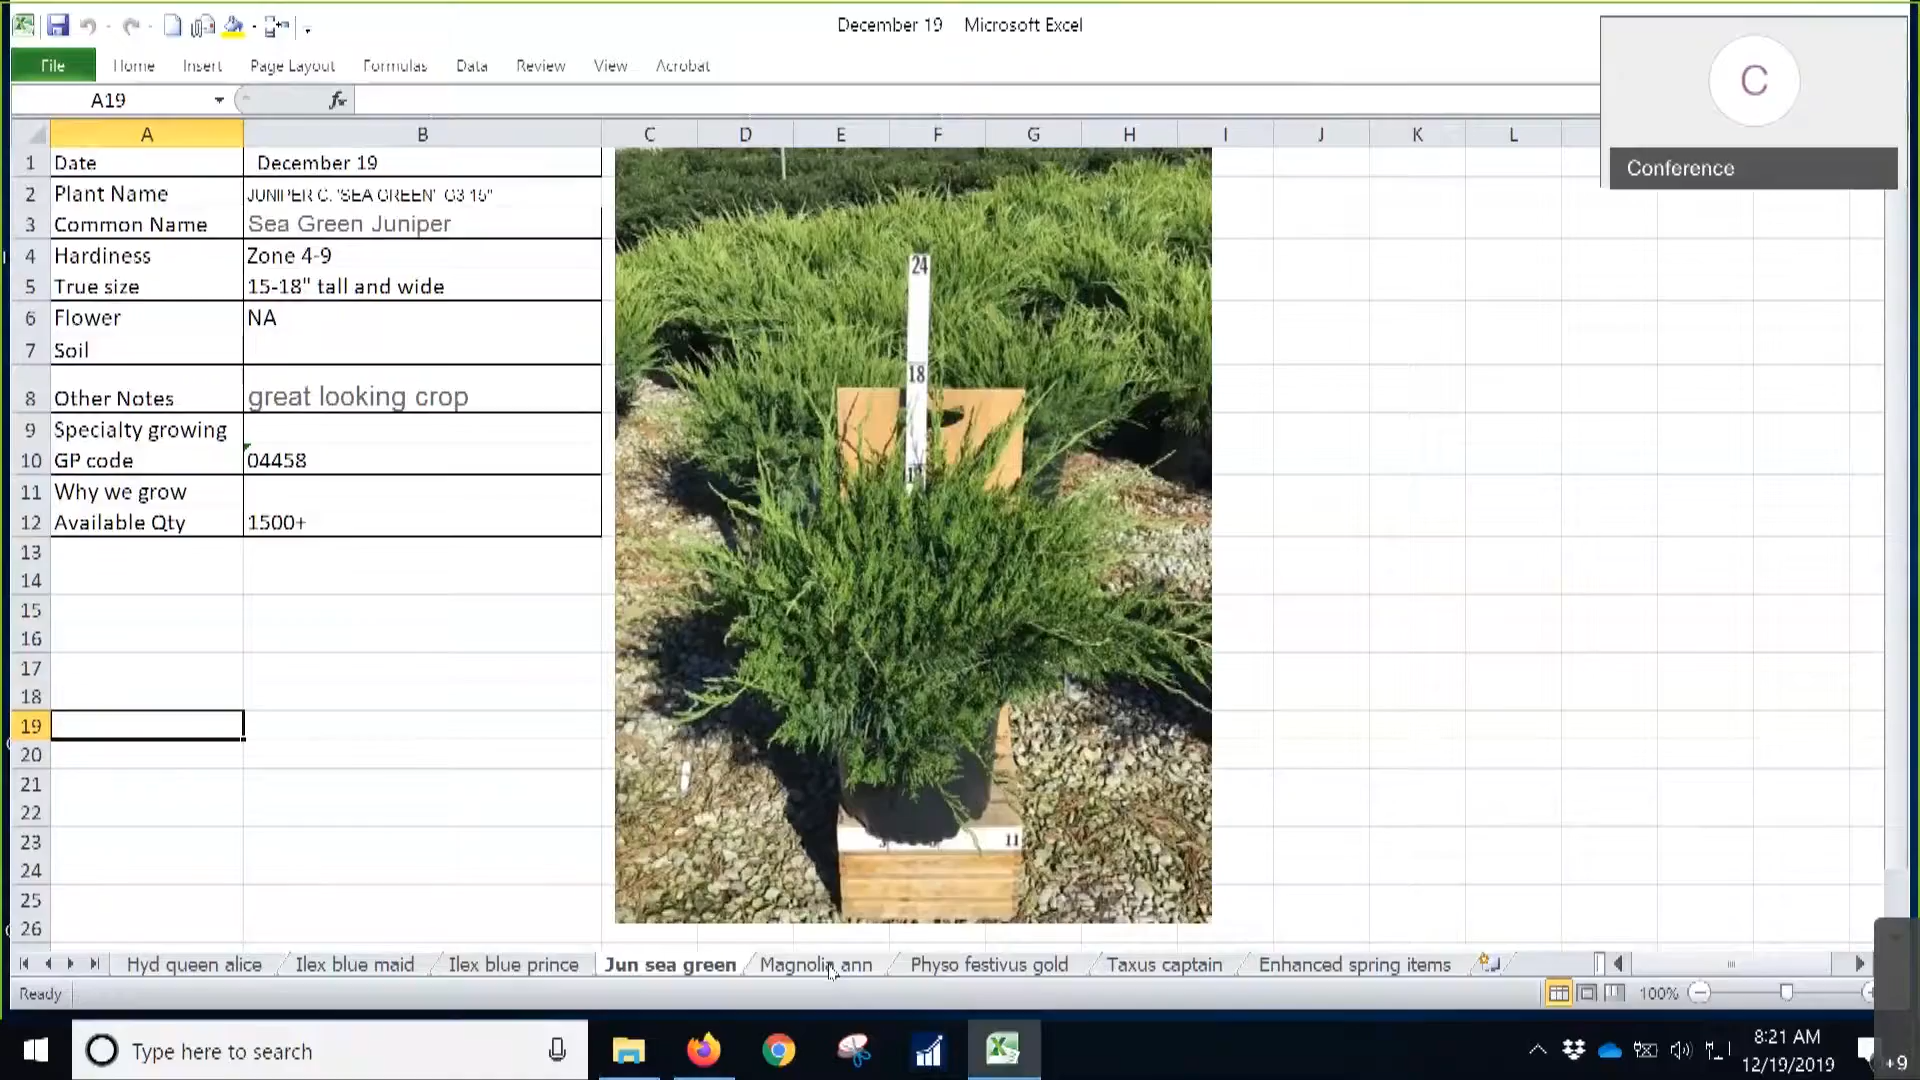 December 19 Microsoft Excel
File Home Insert Page Layout Formulas Data Review View Acrobat
C
Conference
A19 fx
A B C D E F G H I J K L
1 Date December 19
2 Plant Name JUNIPER C. 'SEA GREEN' O3 15"
3 Common Name Sea Green Juniper
4 Hardiness Zone 4-9
5 True size 15-18" tall and wide
6 Flower NA
7 Soil
8 Other Notes great looking crop
9 Specialty growing
10 GP code 04458
11 Why we grow
12 Available Qty 1500+
13
14
15
16
17
18
19
20
21
22
23
24
25
26
24
18
11
Hyd queen alice Ilex blue maid Ilex blue prince Jun sea green Magnolia ann Physo festivus gold Taxus captain Enhanced spring items
Ready 100%
Type here to search
8:21 AM
12/19/2019
+9